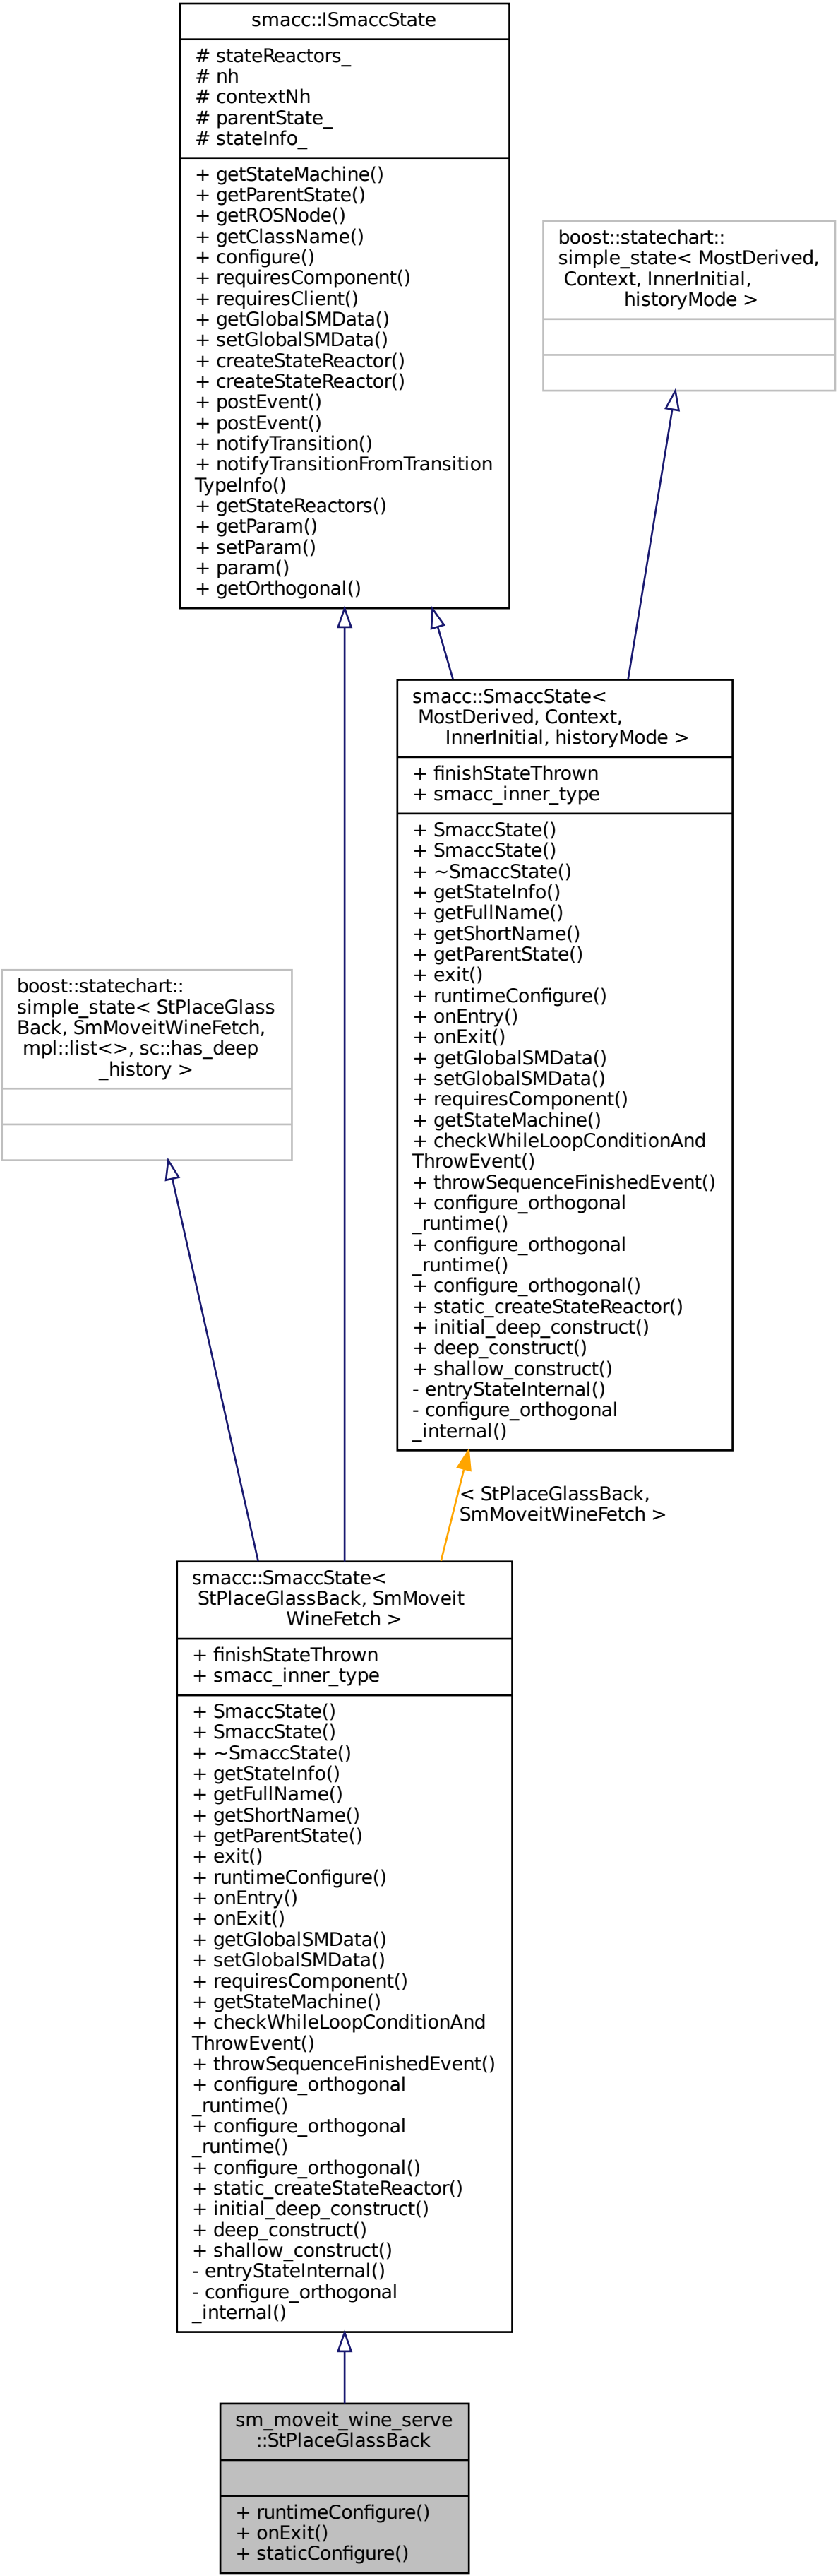 smacc::ISmaccState
# stateReactors_
# nh
# contextNh
# parentState_
# stateInfo_
+ getStateMachine()
+ getParentState()
+ getROSNode()
+ getClassName()
+ configure()
+ requiresComponent()
+ requiresClient()
+ getGlobalSMData()
+ setGlobalSMData()
+ createStateReactor()
+ createStateReactor()
+ postEvent()
+ postEvent()
+ notifyTransition()
+ notifyTransitionFromTransition
TypeInfo()
+ getStateReactors()
+ getParam()
+ setParam()
+ param()
+ getOrthogonal()
boost::statechart::
simple_state< MostDerived,
Context, InnerInitial,
historyMode >
smacc::SmaccState<
MostDerived, Context,
InnerInitial, historyMode >
+ finishStateThrown
+ smacc_inner_type
+ SmaccState()
+ SmaccState()
+ ~SmaccState()
+ getStateInfo()
+ getFullName()
+ getShortName()
+ getParentState()
+ exit()
+ runtimeConfigure()
+ onEntry()
+ onExit()
+ getGlobalSMData()
+ setGlobalSMData()
+ requiresComponent()
+ getStateMachine()
+ checkWhileLoopConditionAnd
ThrowEvent()
+ throwSequenceFinishedEvent()
+ configure_orthogonal
_runtime()
+ configure_orthogonal
_runtime()
+ configure_orthogonal()
+ static_createStateReactor()
+ initial_deep_construct()
+ deep_construct()
+ shallow_construct()
- entryStateInternal()
- configure_orthogonal
_internal()
boost::statechart::
simple_state< StPlaceGlass
Back, SmMoveitWineFetch,
mpl::list<>, sc::has_deep
_history >
< StPlaceGlassBack,
SmMoveitWineFetch >
smacc::SmaccState<
StPlaceGlassBack, SmMoveit
WineFetch >
+ finishStateThrown
+ smacc_inner_type
+ SmaccState()
+ SmaccState()
+ ~SmaccState()
+ getStateInfo()
+ getFullName()
+ getShortName()
+ getParentState()
+ exit()
+ runtimeConfigure()
+ onEntry()
+ onExit()
+ getGlobalSMData()
+ setGlobalSMData()
+ requiresComponent()
+ getStateMachine()
+ checkWhileLoopConditionAnd
ThrowEvent()
+ throwSequenceFinishedEvent()
+ configure_orthogonal
_runtime()
+ configure_orthogonal
_runtime()
+ configure_orthogonal()
+ static_createStateReactor()
+ initial_deep_construct()
+ deep_construct()
+ shallow_construct()
- entryStateInternal()
- configure_orthogonal
_internal()
sm_moveit_wine_serve
::StPlaceGlassBack
+ runtimeConfigure()
+ onExit()
+ staticConfigure()